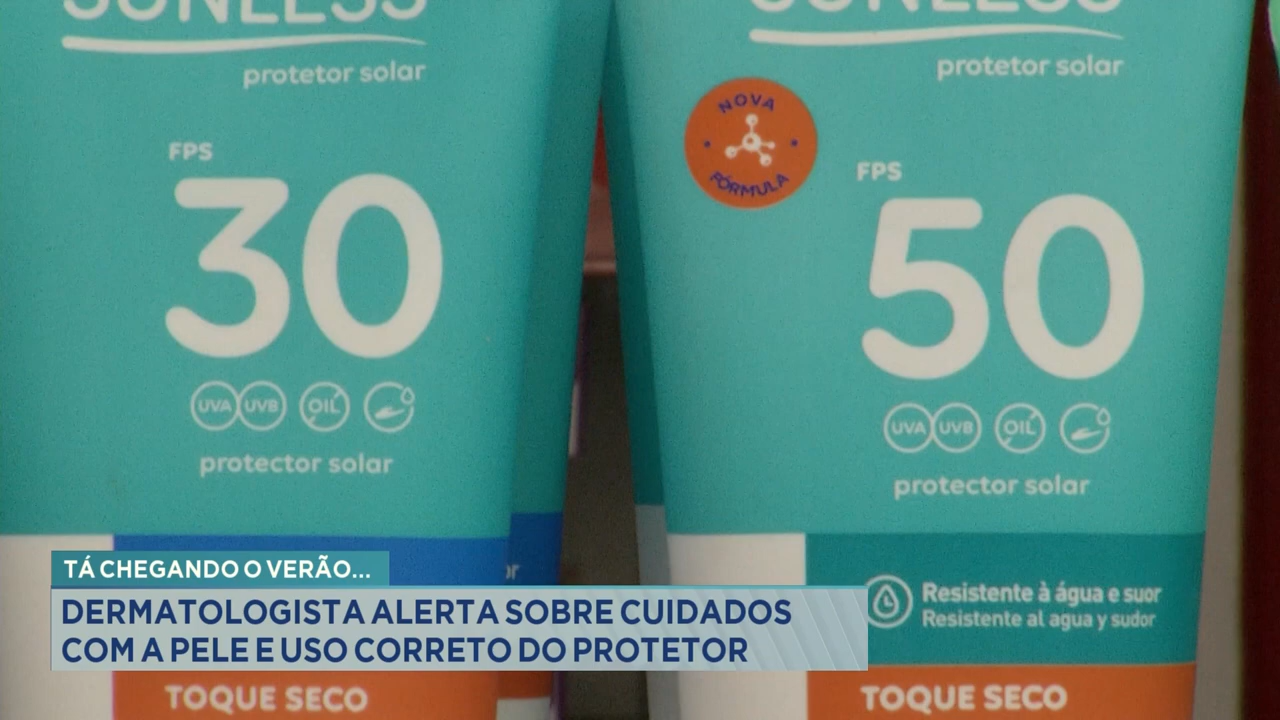 SUNLESS
protetor solar
FPS
30
UVA UVB OIL
protector solar
TOQUE SECO
SUNLESS
protetor solar
NOVA
FÓRMULA
FPS
50
UVA UVB OIL
protector solar
Resistente à água e suor
Resistente al agua y sudor
TOQUE SECO
TÁ CHEGANDO O VERÃO...
DERMATOLOGISTA ALERTA SOBRE CUIDADOS
COM A PELE E USO CORRETO DO PROTETOR